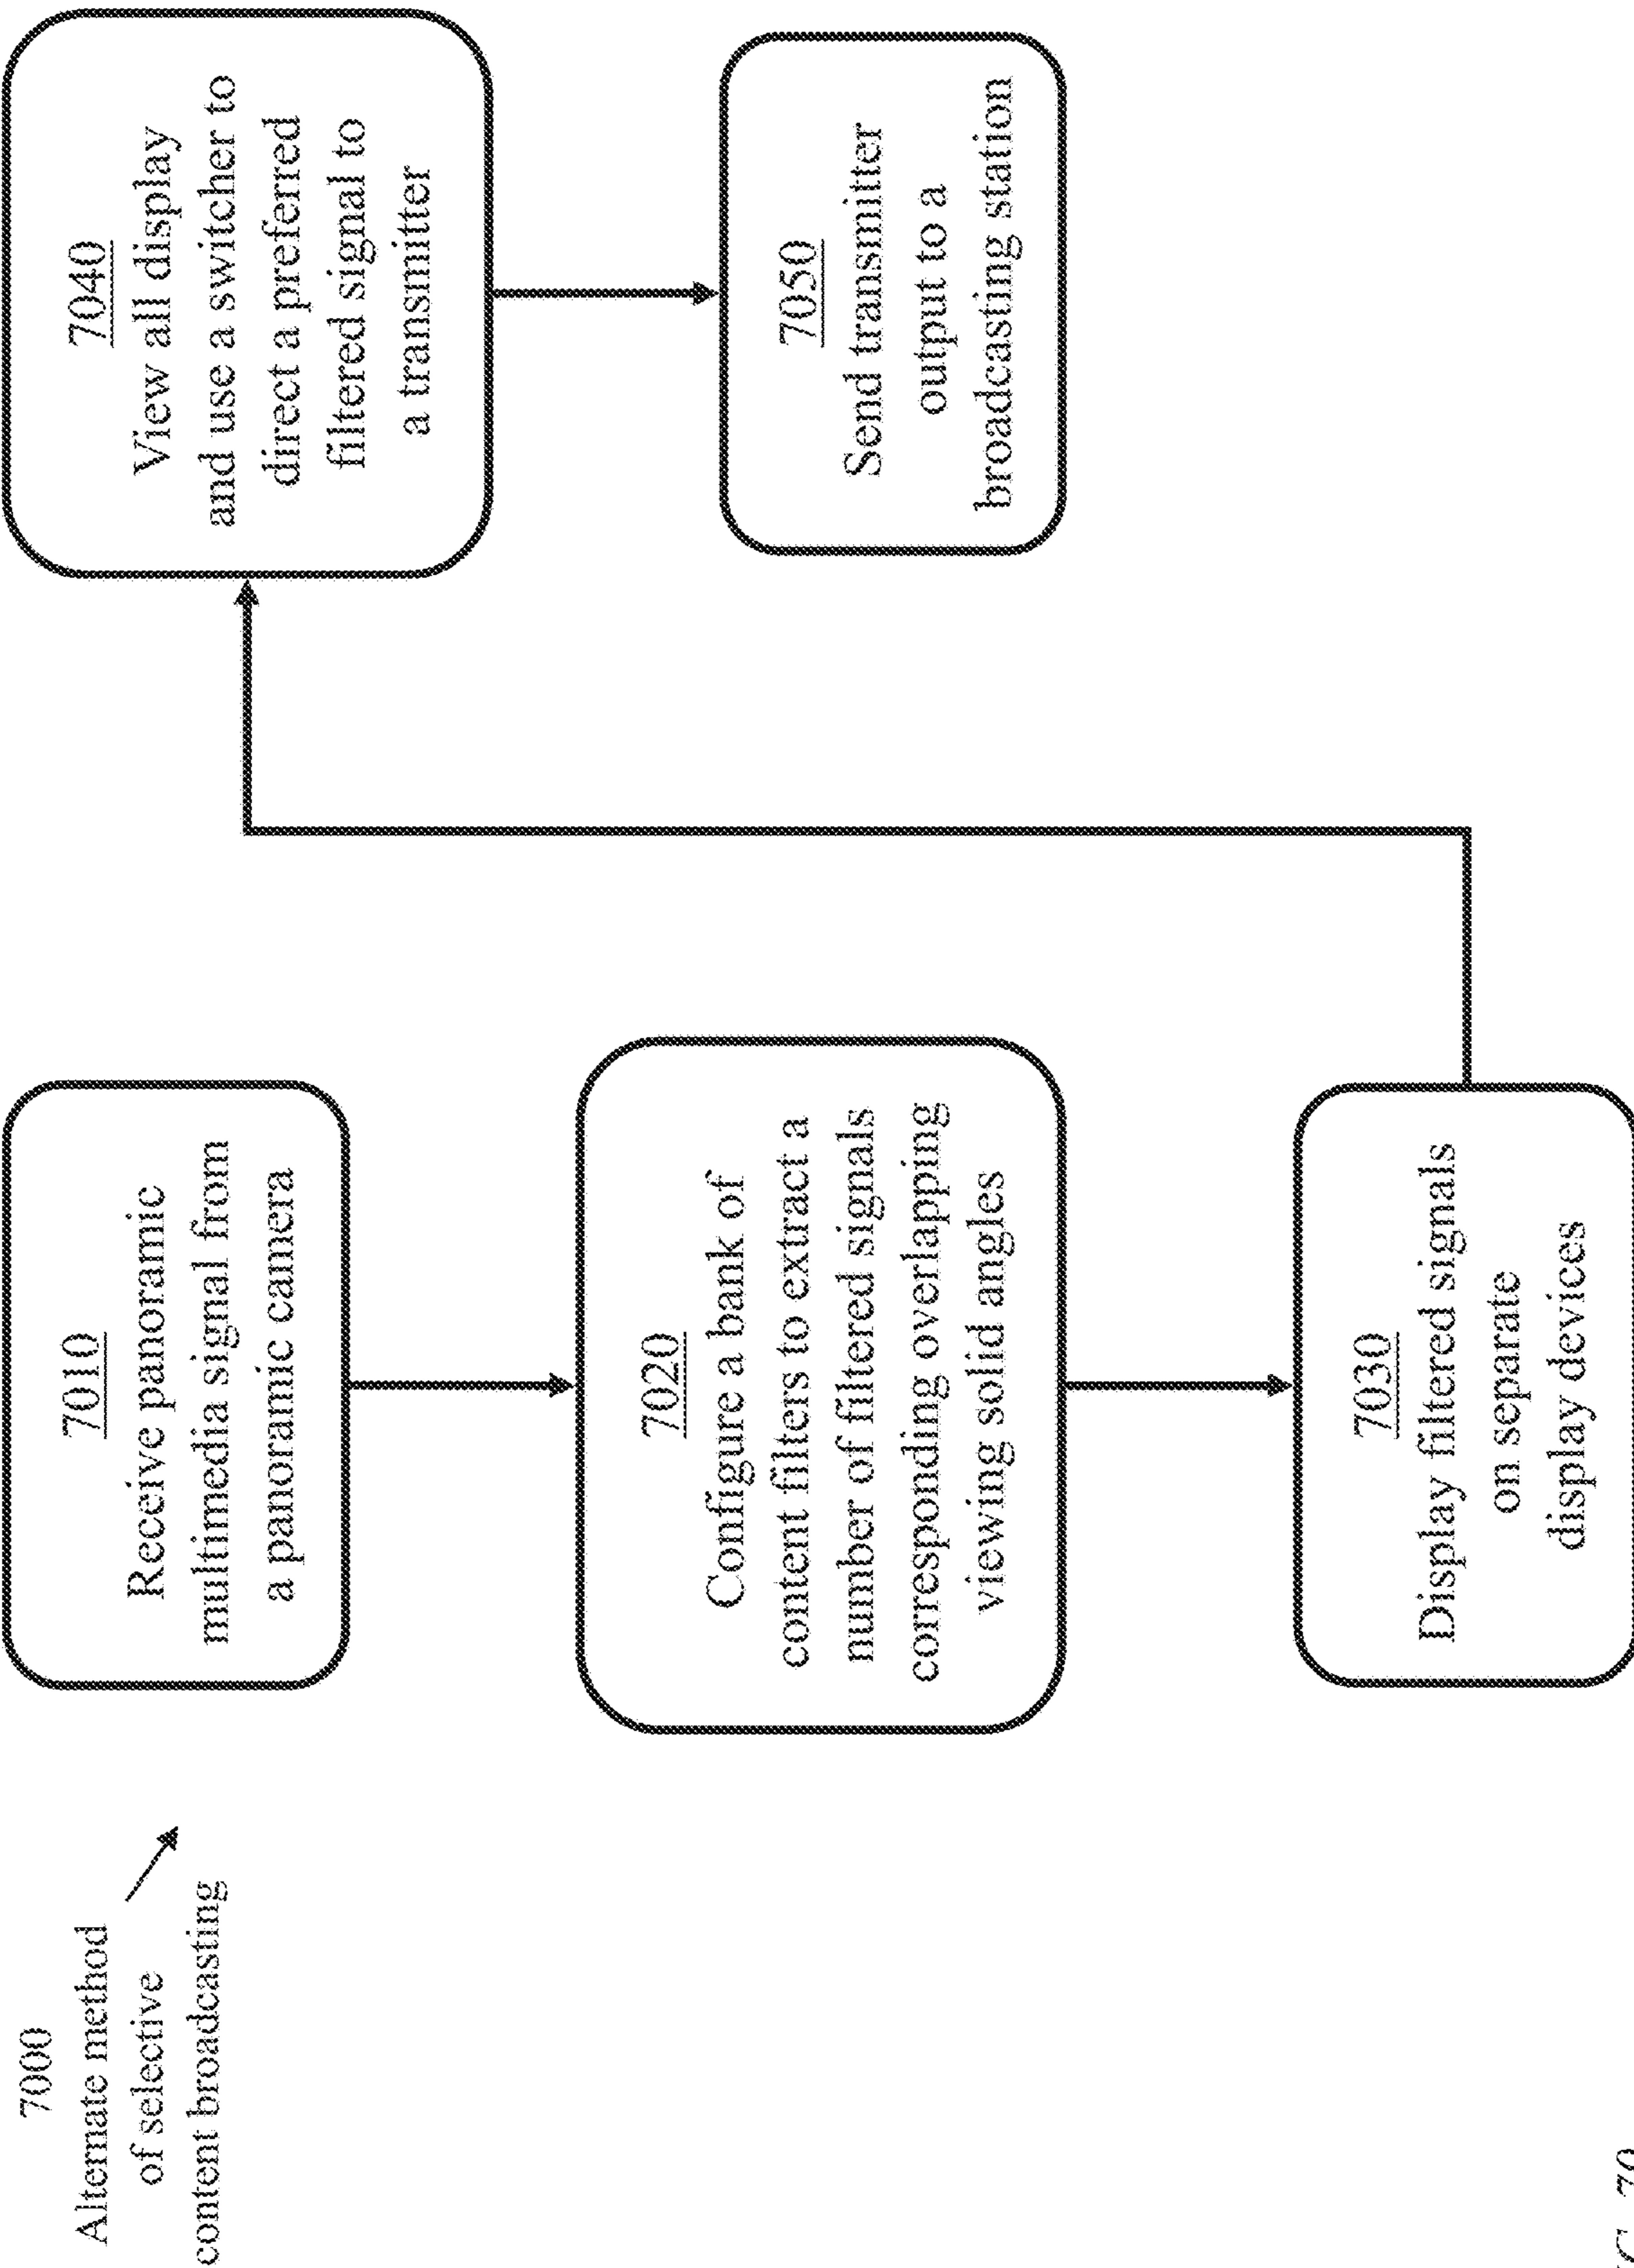 7000
Alternate method
of selective
content broadcasting
7010
Receive panoramic
multimedia signal from
a panoramic camera
7020
Configure a bank of
content filters to extract a
number of filtered signals
corresponding overlapping
viewing solid angles
7030
Display filtered signals
on separate
display devices
7040
View all display
and use a switcher to
direct a preferred
filtered signal to
a transmitter
7050
Send transmitter
output to a
broadcasting station